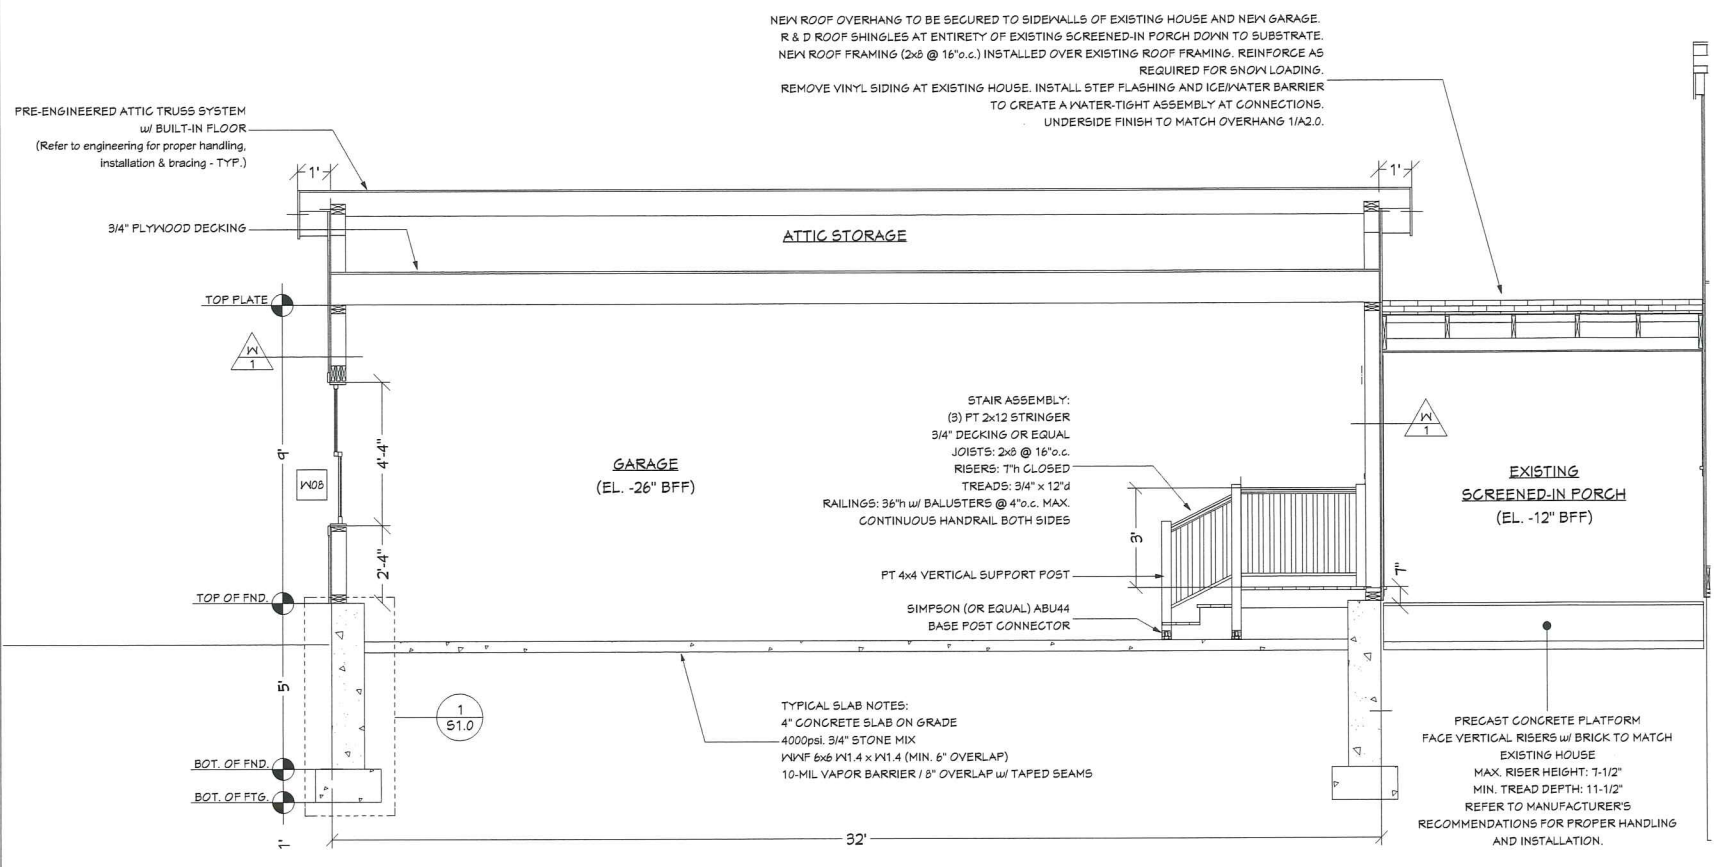 NEW ROOF OVERHANG TO BE SECURED TO SIDEWALLS OF EXISTING HOUSE AND NEW GARAGE.
R & D ROOF SHINGLES AT ENTIRETY OF EXISTING SCREENED-IN PORCH DOWN TO SUBSTRATE.
NEW ROOF FRAMING (2x8 @ 16"o.c.) INSTALLED OVER EXISTING ROOF FRAMING. REINFORCE AS
REQUIRED FOR SNOW LOADING.
REMOVE VINYL SIDING AT EXISTING HOUSE. INSTALL STEP FLASHING AND ICE/WATER BARRIER
TO CREATE A WATER-TIGHT ASSEMBLY AT CONNECTIONS.
UNDERSIDE FINISH TO MATCH OVERHANG 1/A2.0.
PRE-ENGINEERED ATTIC TRUSS SYSTEM
w/ BUILT-IN FLOOR
(Refer to engineering for proper handling,
installation & bracing - TYP.)
1'
1'
3/4" PLYWOOD DECKING
ATTIC STORAGE
TOP PLATE
W
1
9'
4'-4"
W08
2'-4"
GARAGE
(EL. -26" BFF)
STAIR ASSEMBLY:
(3) PT 2x12 STRINGER
3/4" DECKING OR EQUAL
JOISTS: 2x8 @ 16"o.c.
RISERS: 7"h CLOSED
TREADS: 3/4" x 12"d
RAILINGS: 36"h w/ BALUSTERS @ 4"o.c. MAX.
CONTINUOUS HANDRAIL BOTH SIDES
3'
W
1
EXISTING
SCREENED-IN PORCH
(EL. -12" BFF)
7"
PT 4x4 VERTICAL SUPPORT POST
SIMPSON (OR EQUAL) ABU44
BASE POST CONNECTOR
TOP OF FND.
5'
1
S1.0
BOT. OF FND.
BOT. OF FTG.
1'
TYPICAL SLAB NOTES:
4" CONCRETE SLAB ON GRADE
4000psi. 3/4" STONE MIX
WWF 6x6 W1.4 x W1.4 (MIN. 6" OVERLAP)
10-MIL VAPOR BARRIER / 8" OVERLAP w/ TAPED SEAMS
32'
PRECAST CONCRETE PLATFORM
FACE VERTICAL RISERS w/ BRICK TO MATCH
EXISTING HOUSE
MAX. RISER HEIGHT: 7-1/2"
MIN. TREAD DEPTH: 11-1/2"
REFER TO MANUFACTURER'S
RECOMMENDATIONS FOR PROPER HANDLING
AND INSTALLATION.